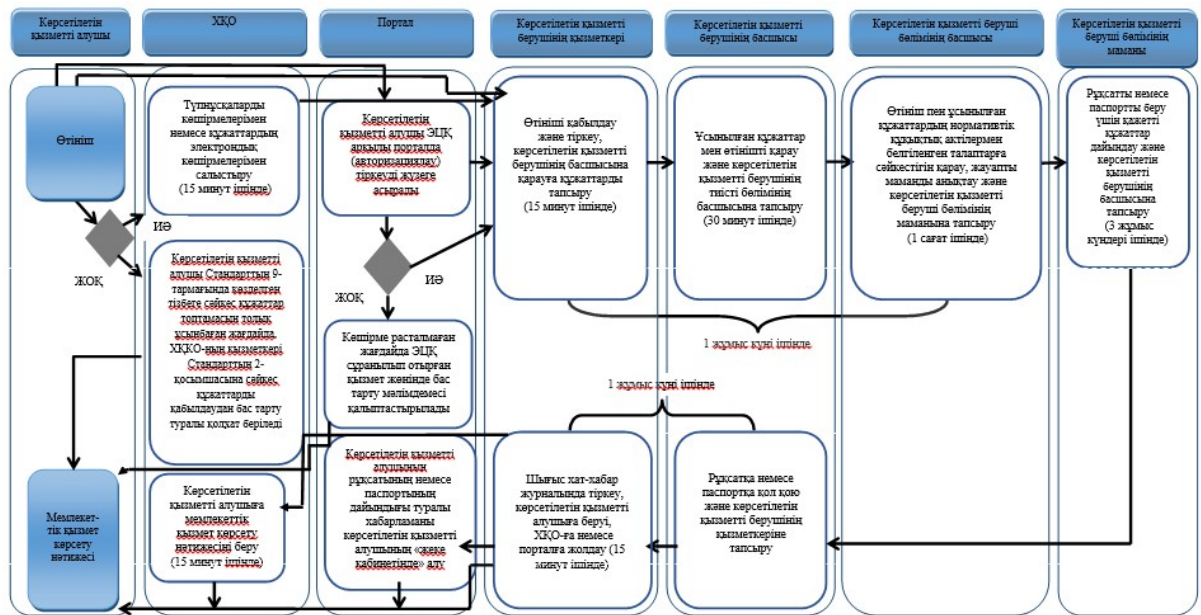 Көрсетілетін
қызметті алушы
ХҚО
Портал
Көрсетілетін қызметті
берушінің қызметкері
Көрсетілетін қызметті
берушінің басшысы
Көрсетілетін қызметті беруші
бөлімінің басшысы
Көрсетілетін қызметті
беруші бөлімінің
маманы
Өтініш
Түпнұсқаларды
көшірмелерімен
немесе құжаттардың
электрондық
көшірмелерімен
салыстыру
(15 минут ішінде)
ИӘ
ЖОҚ
Көрсетілетін қызметті
алушы Стандарттың 9-
тармағында көзделген
тізбеге сәйкес құжаттар
топтамасын толық
ұсынбаған жағдайда,
ХҚКО-ның қызметкері
Стандарттың 2-
қосымшасына сәйкес
құжаттарды
қабылдаудан бас тарту
туралы қолхат беріледі
Көрсетілетін
қызметті алушы ЭЦҚ
арқылы порталда
(авторизациялау)
тіркеуді жүзеге
асырады
ИӘ
ЖОҚ
Көшірме расталмаған
жағдайда ЭЦҚ
сұранылып отырған
қызмет жөнінде бас
тарту мәлімдемесі
қалыптастырылады
Өтінішті қабылдау
және тіркеу,
көрсетілетін қызметті
берушінің басшысына
қарауға құжаттарды
тапсыру
(15 минут ішінде)
Ұсынылған құжаттар
мен өтінішті қарау
және көрсетілетін
қызметті берушінің
тиісті бөлімінің
басшысына тапсыру
(30 минут ішінде)
Өтініш пен ұсынылған
құжаттардың нормативтік
құқықтық актілермен
белгіленген талаптарға
сәйкестігін қарау, жауапты
маманды анықтау және
көрсетілетін қызметті
беруші бөлімінің
маманына тапсыру
(1 сағат ішінде)
Рұқсатты немесе
паспортты беру
үшін қажетті
құжаттар
дайындау және
көрсетілетін
қызметті
берушінің
басшысына
тапсыру
(3 жұмыс
күндері ішінде)
1 жұмыс күні ішінде
1 жұмыс күні ішінде
Мемлекет-
тік қызмет
көрсету
нәтижесі
Көрсетілетін
қызметті алушыға
мемлекеттік
қызмет көрсету
нәтижесіні беру
(15 минут ішінде)
Көрсетілетін қызметті
алушының
рұқсатының немесе
паспортының
дайындығы туралы
хабарламаны
көрсетілетін қызметті
алушының «жеке
кабинетінде» алу
Шығыс хат-хабар
журналында тіркеу,
көрсетілетін қызметті
алушыға беруі,
ХҚО-ға немесе
порталға жолдау (15
минут ішінде)
Рұқсатқа немесе
паспортқа қол қою
және көрсетілетін
қызметті берушінің
қызметкеріне
тапсыру